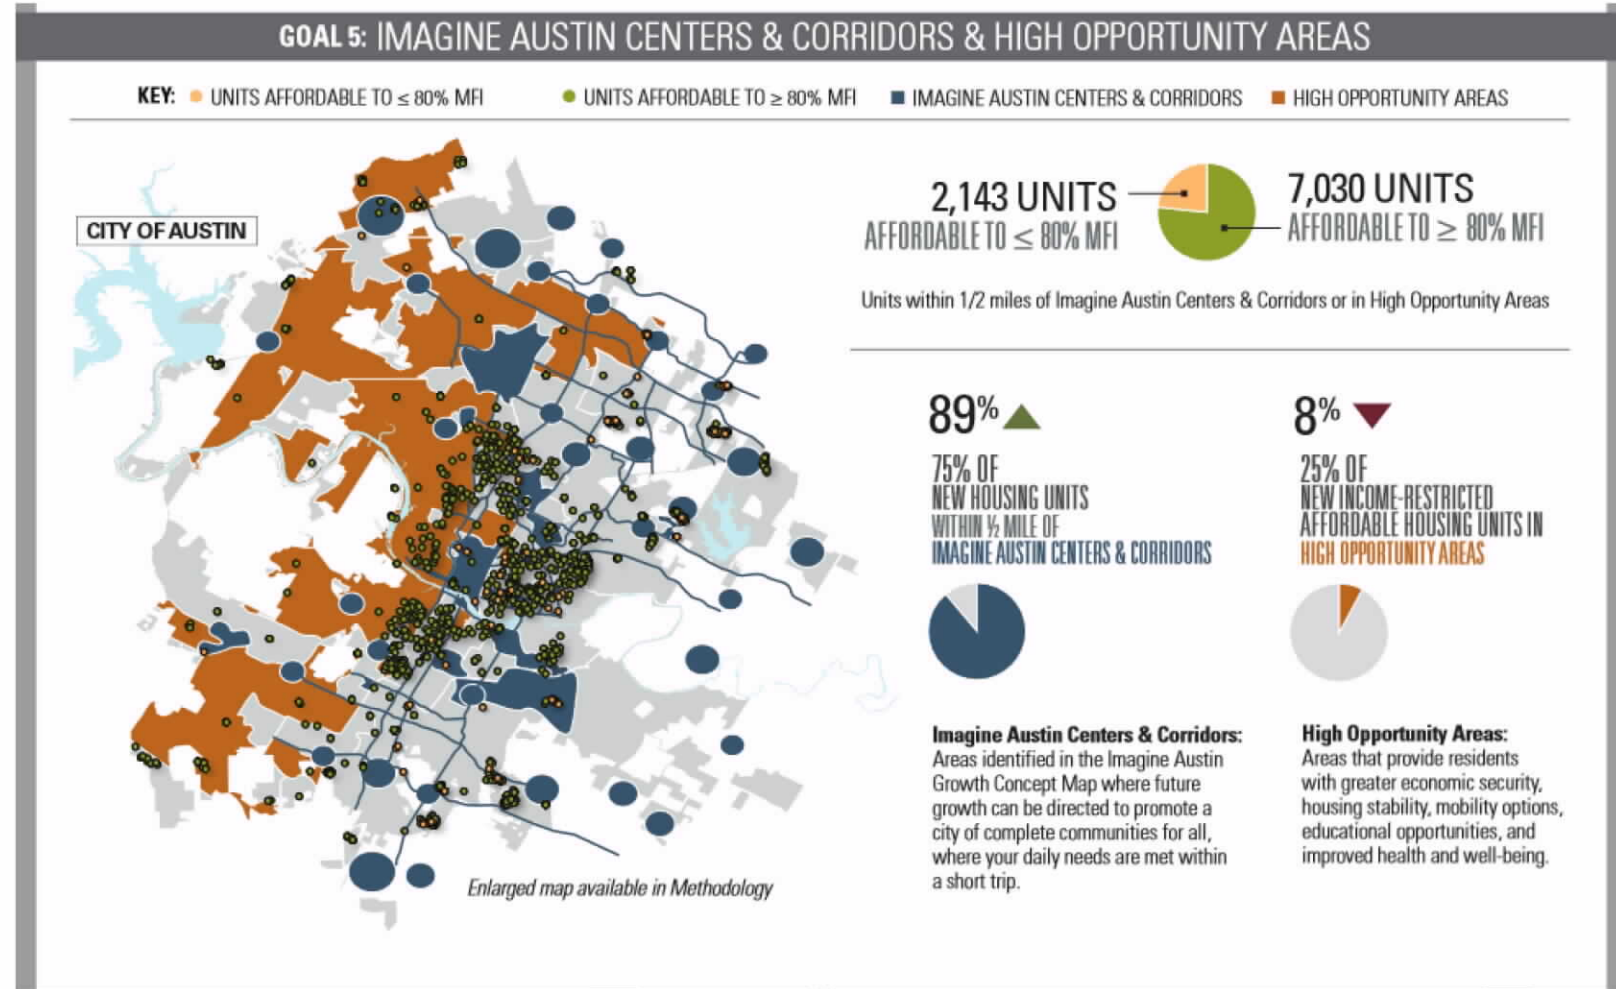 GOAL 5: IMAGINE AUSTIN CENTERS & CORRIDORS & HIGH OPPORTUNITY AREAS
KEY: UNITS AFFORDABLE TO ≤ 80% MFI UNITS AFFORDABLE TO ≥ 80% MFI IMAGINE AUSTIN CENTERS & CORRIDORS HIGH OPPORTUNITY AREAS
CITY OF AUSTIN
Enlarged map available in Methodology
2,143 UNITS
AFFORDABLE TO ≤ 80% MFI
7,030 UNITS
AFFORDABLE TO ≥ 80% MFI
Units within 1/2 miles of Imagine Austin Centers & Corridors or in High Opportunity Areas
89%
75% OF
NEW HOUSING UNITS
WITHIN ½ MILE OF
IMAGINE AUSTIN CENTERS & CORRIDORS
8%
25% OF
NEW INCOME-RESTRICTED
AFFORDABLE HOUSING UNITS IN
HIGH OPPORTUNITY AREAS
Imagine Austin Centers & Corridors:
Areas identified in the Imagine Austin
Growth Concept Map where future
growth can be directed to promote a
city of complete communities for all,
where your daily needs are met within
a short trip.
High Opportunity Areas:
Areas that provide residents
with greater economic security,
housing stability, mobility options,
educational opportunities, and
improved health and well-being.